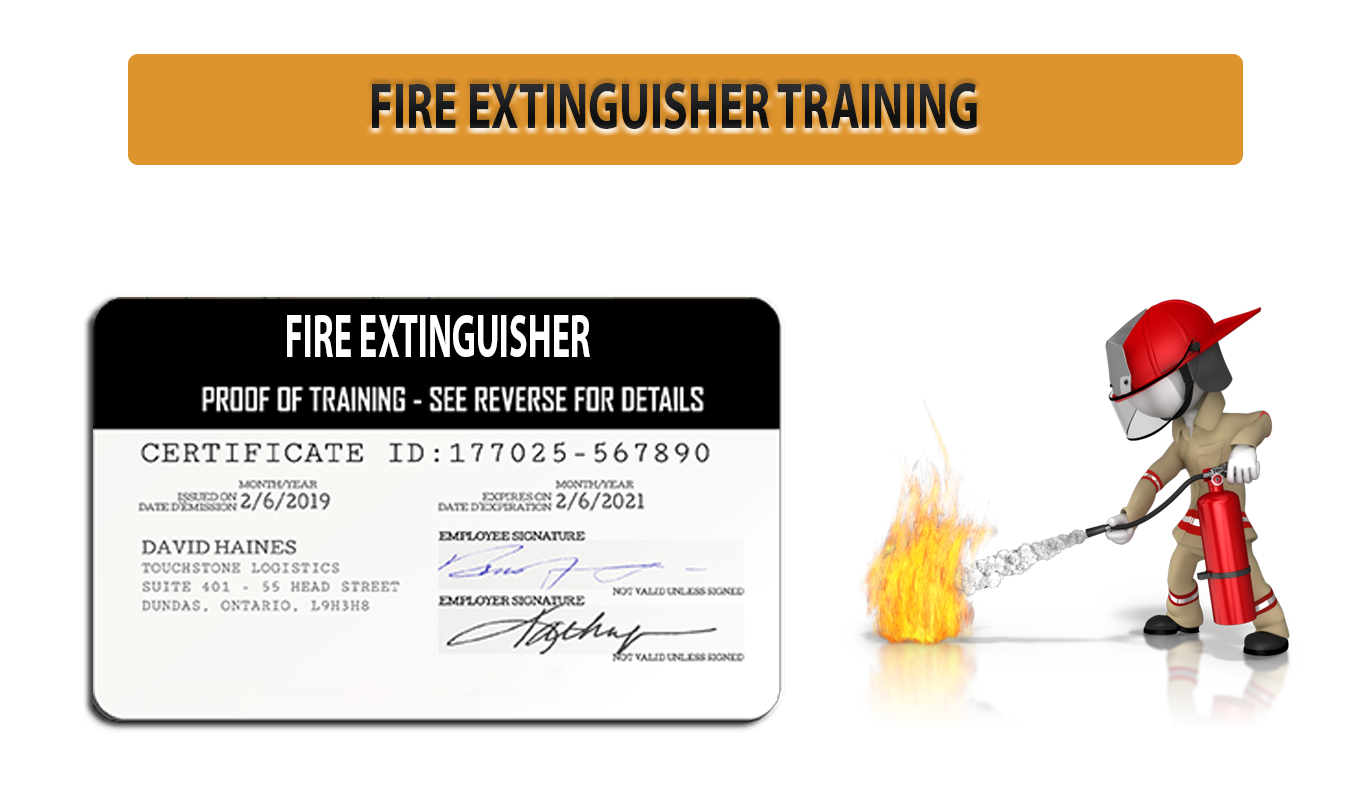 FIRE EXTINGUISHER TRAINING
FIRE EXTINGUISHER
PROOF OF TRAINING - SEE REVERSE FOR DETAILS
CERTIFICATE ID:177025-567890
MONTH/YEAR
ISSUED ON
DATE D'EMISSION 2/6/2019
MONTH/YEAR
EXPIRES ON
DATE D'EXPIRATION 2/6/2021
DAVID HAINES
TOUCHSTONE LOGISTICS
SUITE 401 - 55 HEAD STREET
DUNDAS, ONTARIO, L9H3H8
EMPLOYEE SIGNATURE
NOT VALID UNLESS SIGNED
EMPLOYER SIGNATURE
NOT VALID UNLESS SIGNED